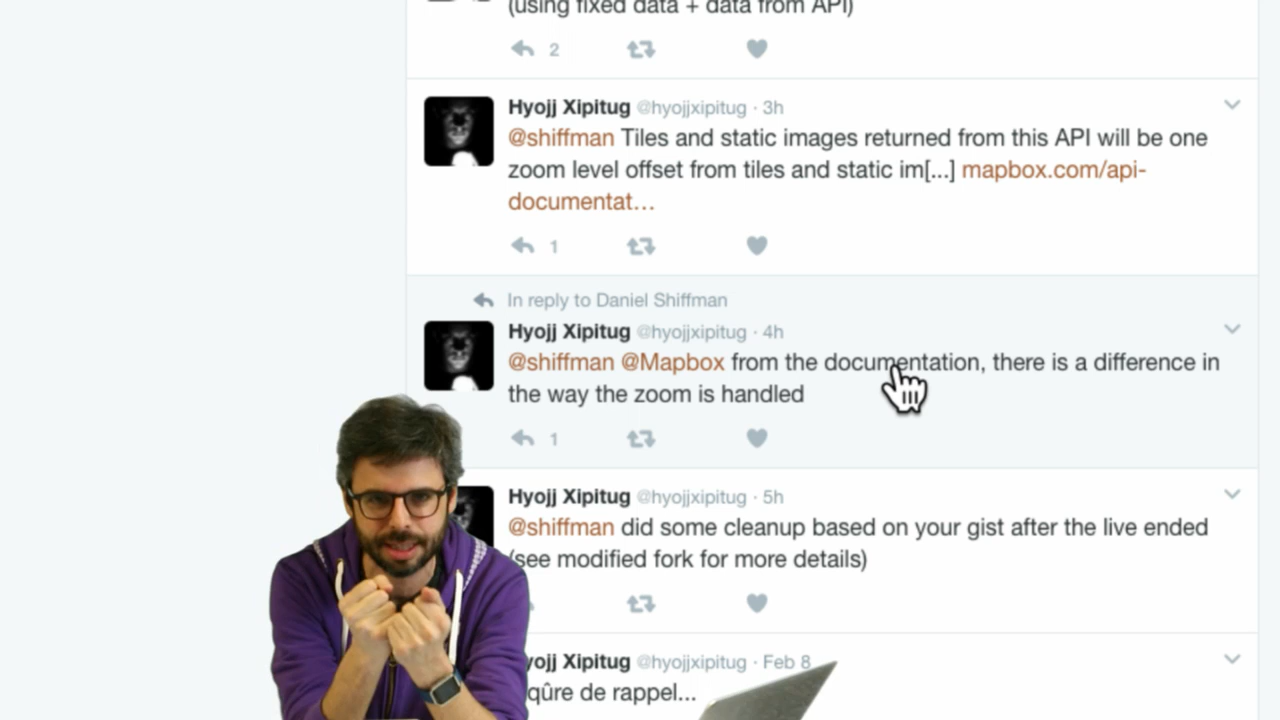 (using fixed data + data from API)
2
Hyojj Xipitug @hyojjxipitug · 3h
@shiffman Tiles and static images returned from this API will be one
zoom level offset from tiles and static im[...] mapbox.com/api-
documentat…
1
In reply to Daniel Shiffman
Hyojj Xipitug @hyojjxipitug · 4h
@shiffman @Mapbox from the documentation, there is a difference in
the way the zoom is handled
1
Hyojj Xipitug @hyojjxipitug · 5h
@shiffman did some cleanup based on your gist after the live ended
(see modified fork for more details)
Xipitug @hyojjxipitug · Feb 8
de rappel...